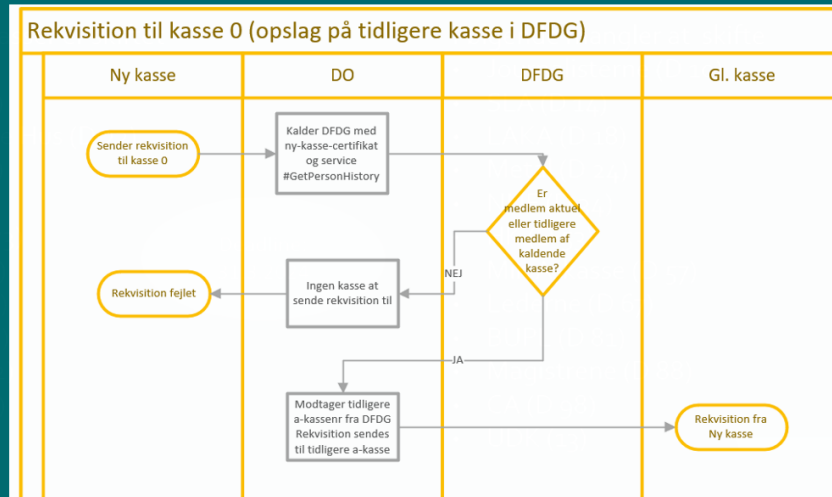 Rekvisition til kasse 0 (opslag på tidligere kasse i DFDG)
Ny kasse
DO
DFDG
Gl. kasse
Sender rekvisition
til kasse 0
Kalder DFDG med
ny-kasse-certifikat
og service
#GetPersonHistory
Er
medlem aktuel
eller tidligere
medlem af
kaldende
kasse?
NEJ
Ingen kasse at
sende rekvisition til
Rekvisition fejlet
JA
Modtager tidligere
a-kassenr fra DFDG
Rekvisition sendes
til tidligere a-kasse
Rekvisition fra
Ny kasse